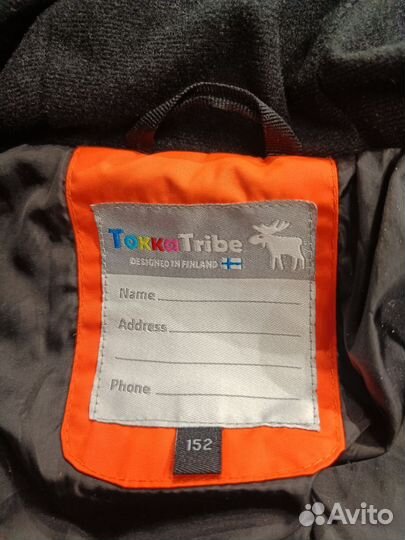 TokkaTribe
DESIGNED IN FINLAND
Name
Address
Phone
152
Avito